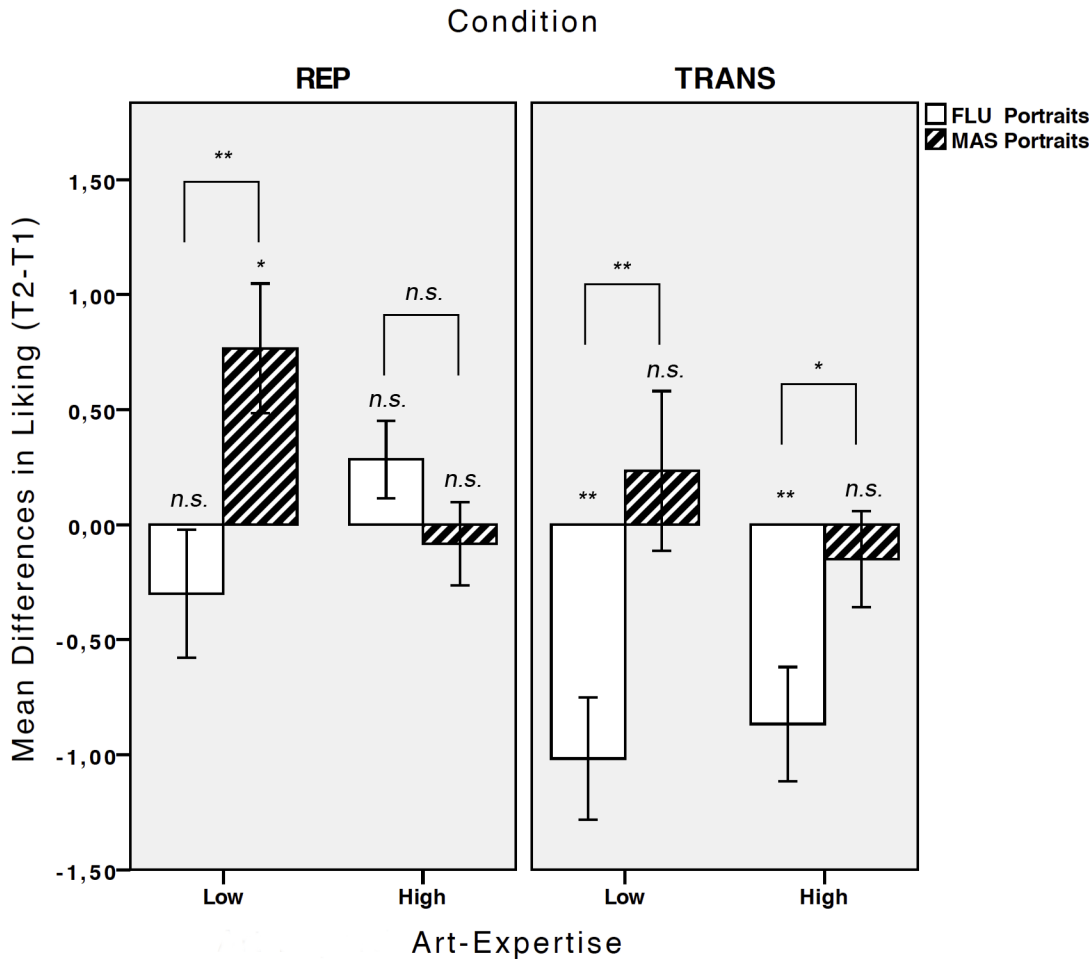 Condition
REP
TRANS
FLU Portraits
MAS Portraits
Mean Differences in Liking (T2-T1)
1,50
1,00
0,50
0,00
-0,50
-1,00
-1,50
**
*
n.s.
n.s.
n.s.
n.s.
**
n.s.
**
*
**
n.s.
Low
High
Low
High
Art-Expertise